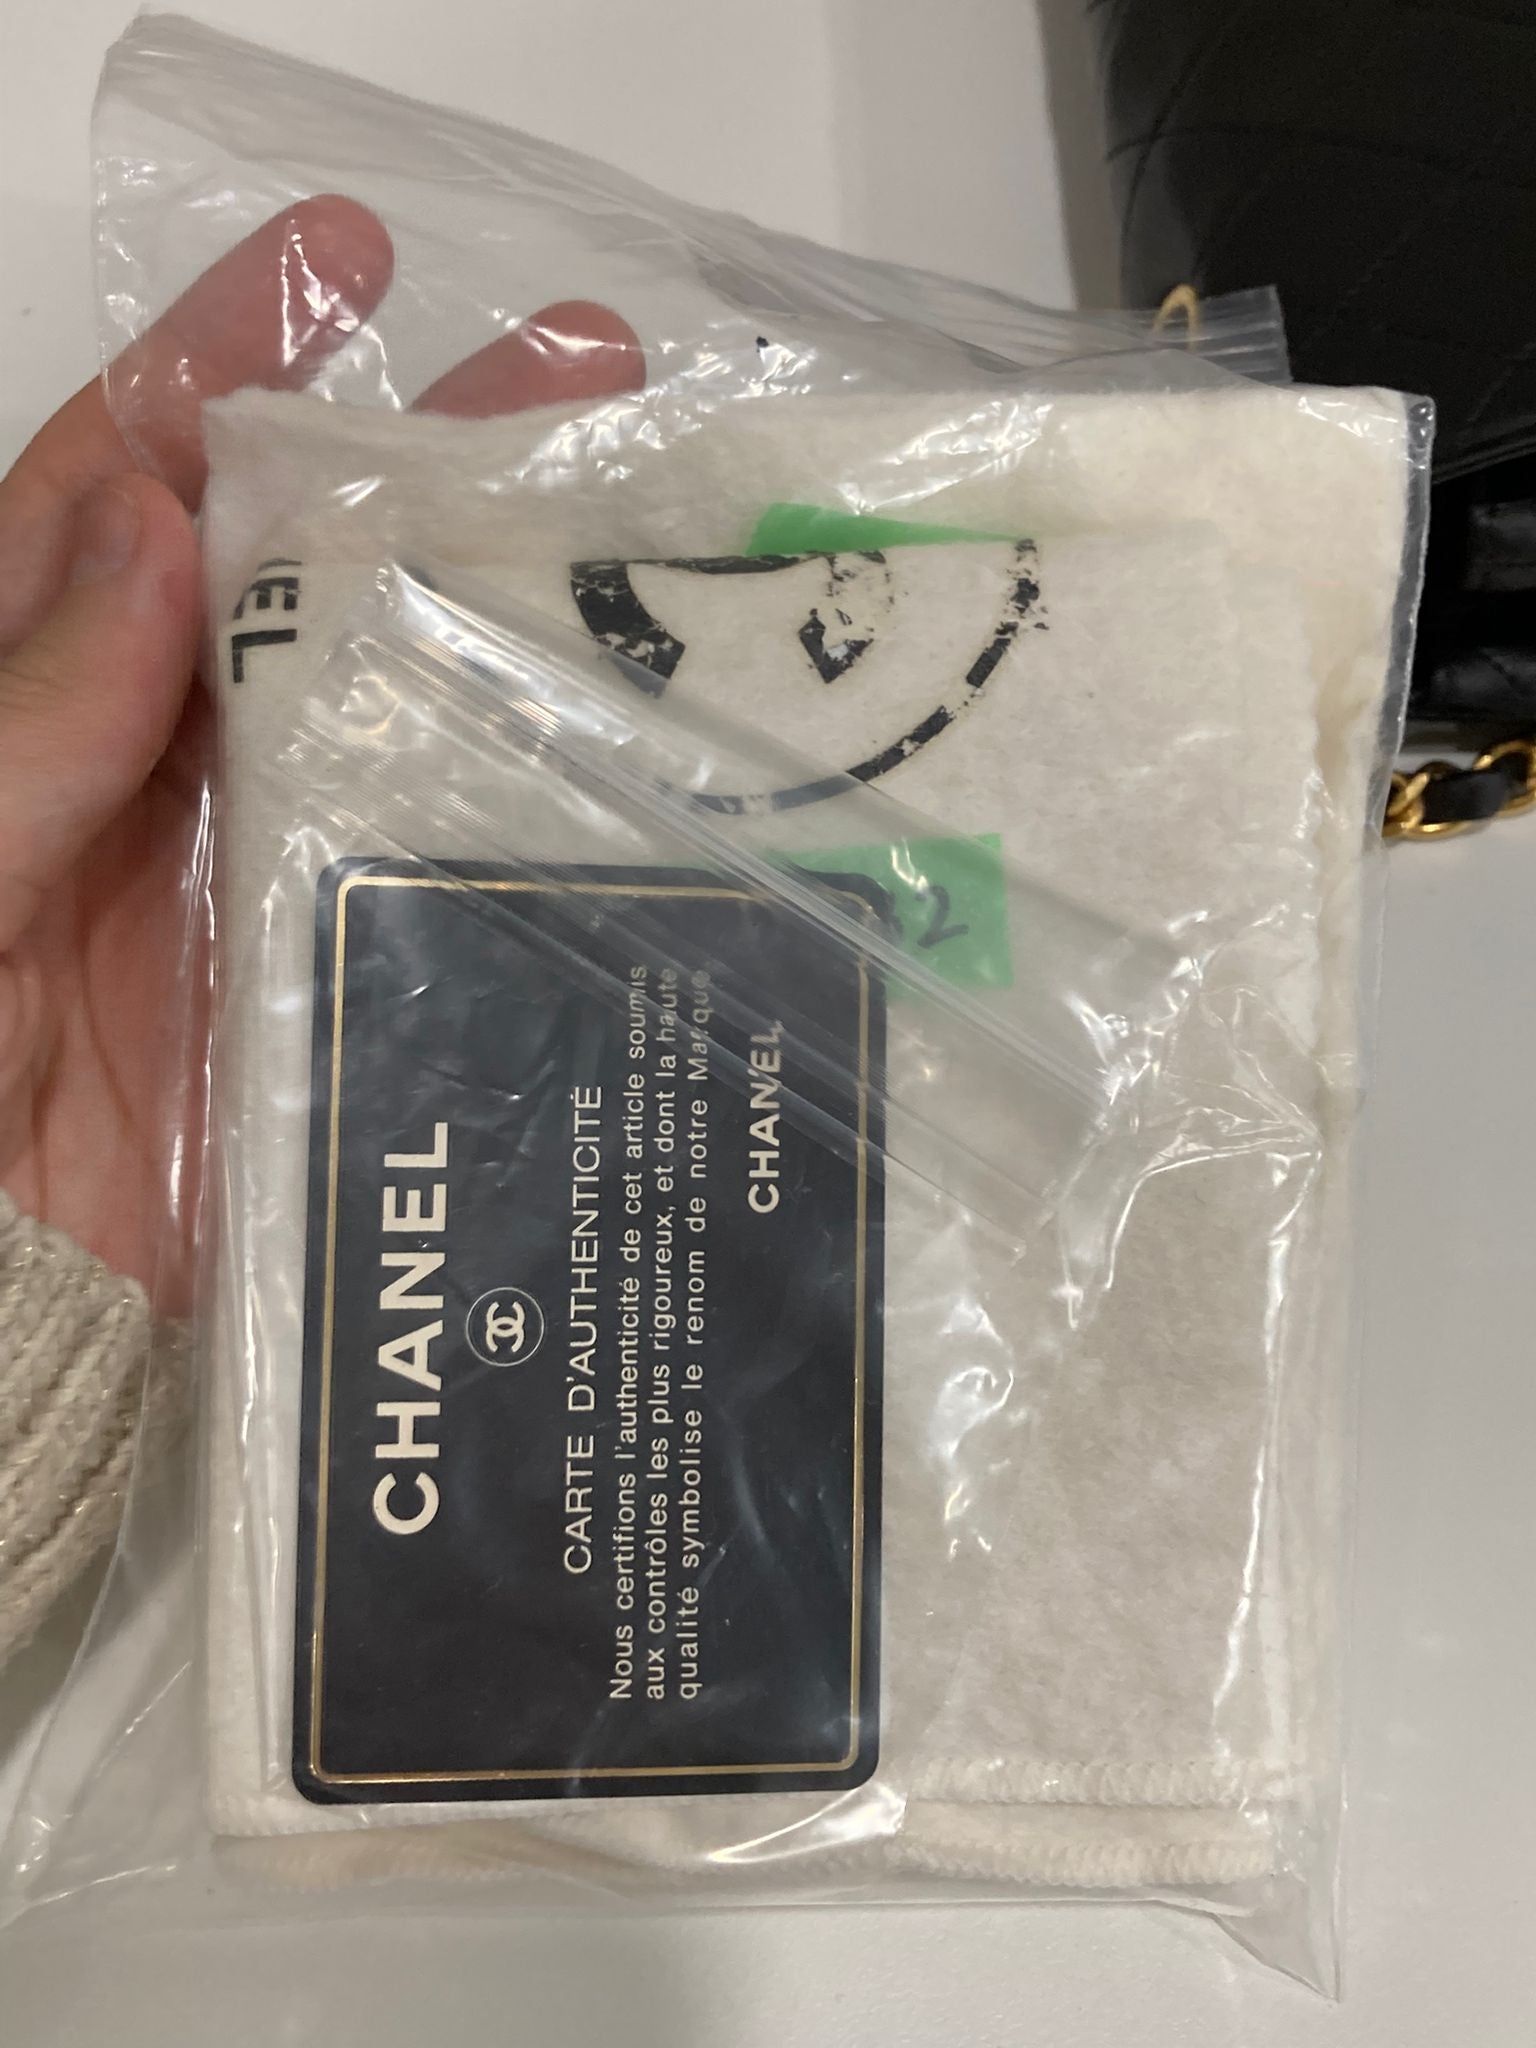 CHANEL
CARTE D'AUTHENTICITÉ
Nous certifions l'authenticité de cet article soumis
aux contrôles les plus rigoureux, et dont la haute
qualité symbolise le renom de notre Marque.
CHANEL